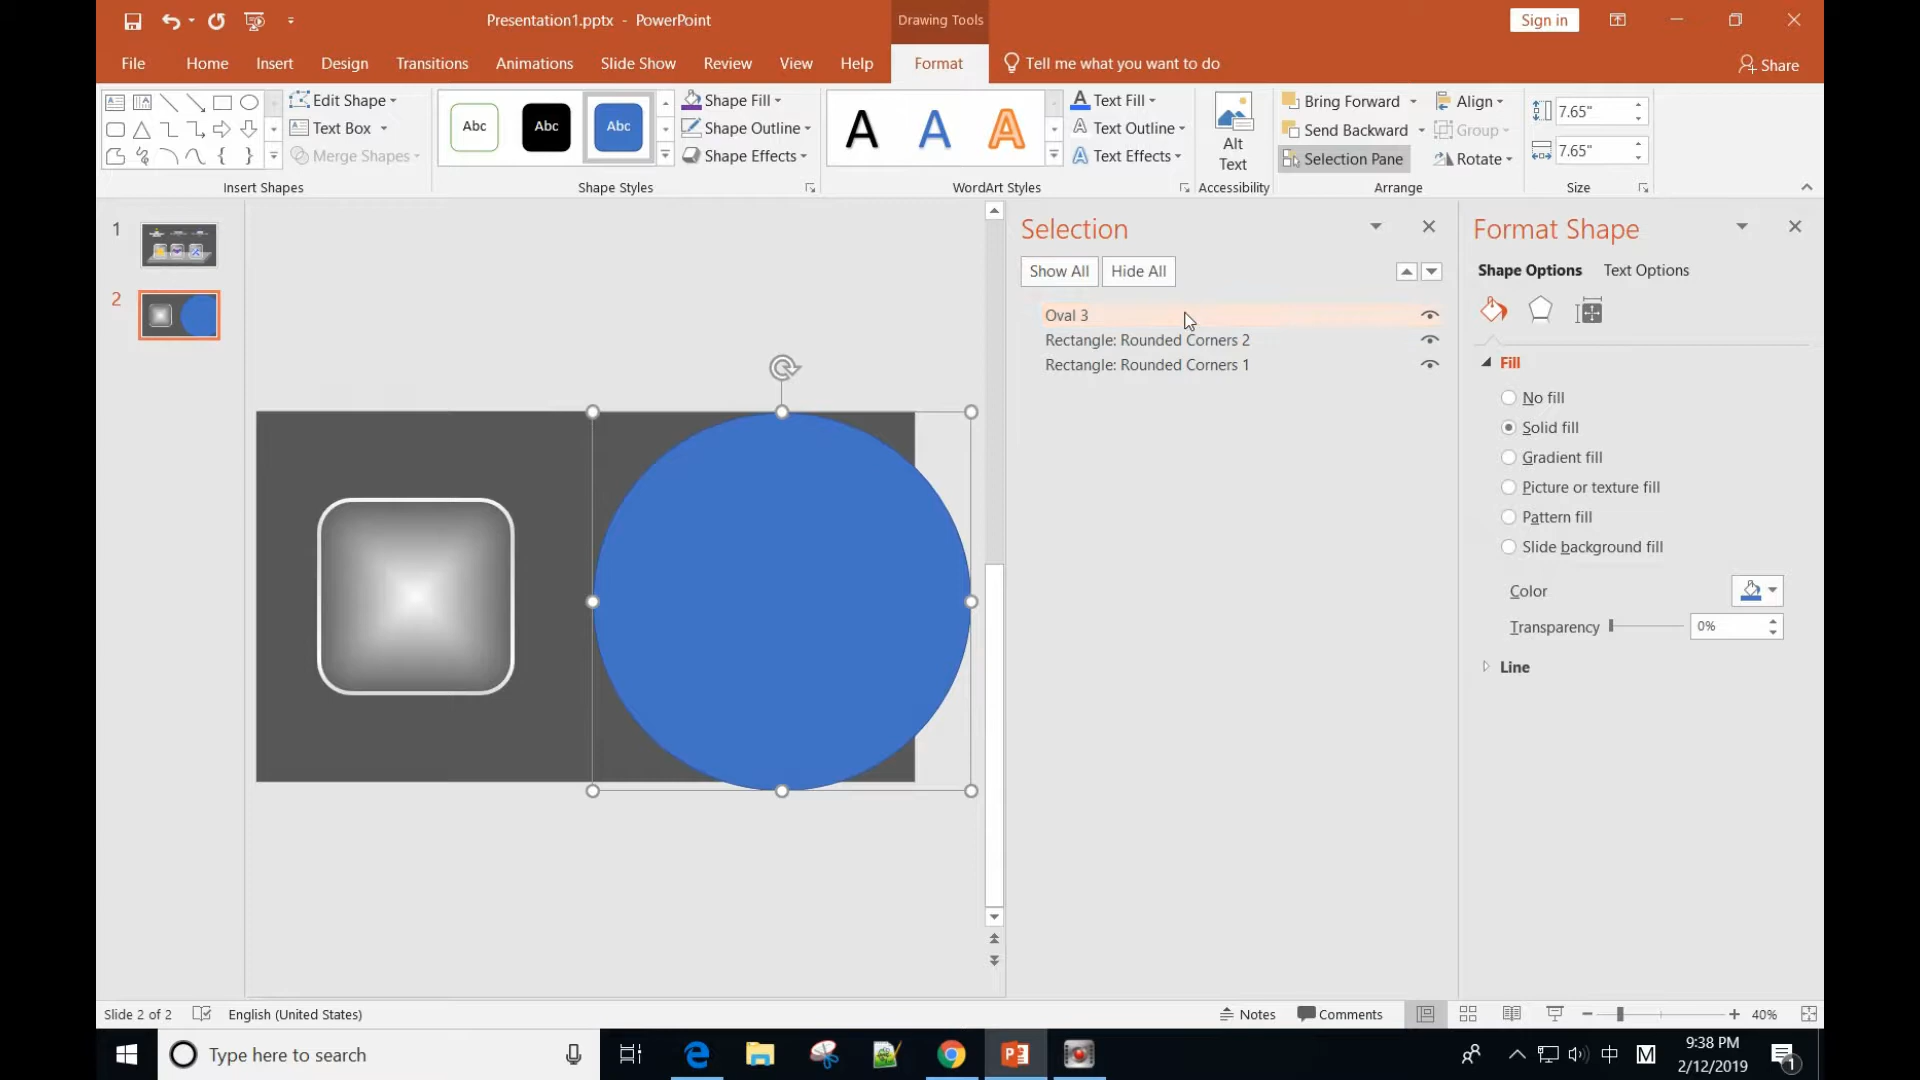 Presentation1.pptx - PowerPoint
Drawing Tools
Sign in
File Home Insert Design Transitions Animations Slide Show Review View Help Format Tell me what you want to do Share
Edit Shape
Text Box
Merge Shapes
Insert Shapes
Abc Abc Abc
Shape Fill
Shape Outline
Shape Effects
Shape Styles
A A A
Text Fill
Text Outline
Text Effects
WordArt Styles
Alt
Text
Accessibility
Bring Forward
Send Backward
Selection Pane
Align
Group
Rotate
Arrange
7.65"
7.65"
Size
1
2
Selection
Show All Hide All
Oval 3
Rectangle: Rounded Corners 2
Rectangle: Rounded Corners 1
Format Shape
Shape Options Text Options
Fill
No fill
Solid fill
Gradient fill
Picture or texture fill
Pattern fill
Slide background fill
Color
Transparency 0%
Line
Slide 2 of 2 English (United States) Notes Comments 40%
Type here to search
中 M
9:38 PM
2/12/2019
1